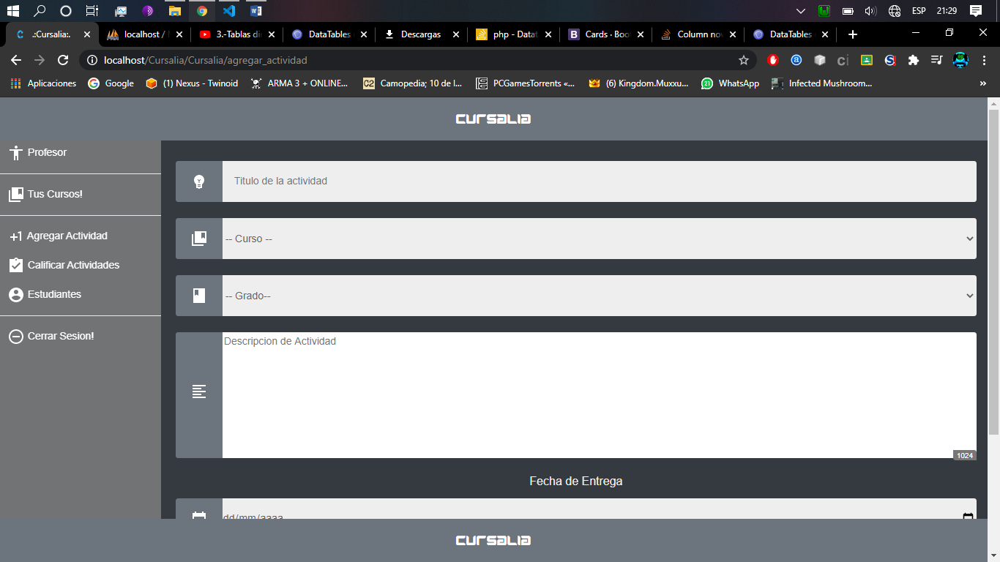 ESP 21:29
.:Cursalia:. localhost / 3.-Tablas di DataTables Descargas php - Datat Cards · Boo Column no DataTables
localhost/Cursalia/Cursalia/agregar_actividad
Aplicaciones Google (1) Nexus - Twinoid ARMA 3 + ONLINE... Camopedia; 10 de l... PCGamesTorrents «... (6) Kingdom.Muxxu... WhatsApp Infected Mushroom... »
CURSALIA
Profesor
Tus Cursos!
+1 Agregar Actividad
Calificar Actividades
Estudiantes
Cerrar Sesion!
Titulo de la actividad
-- Curso --
-- Grado--
Descripcion de Actividad
1024
Fecha de Entrega
dd/mm/aaaa
CURSALIA